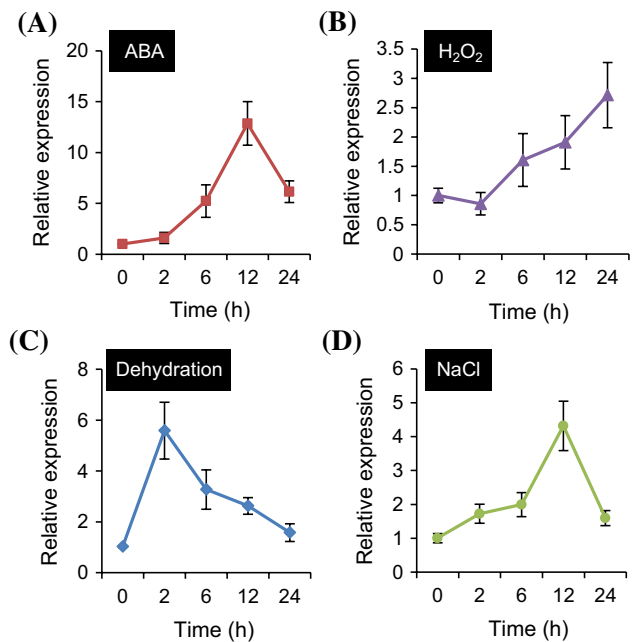 (A)
ABA
Relative expression
20
15
10
5
0
0 2 6 12 24
Time (h)
(B)
H₂O₂
Relative expression
3.5
3
2.5
2
1.5
1
0.5
0
0 2 6 12 24
Time (h)
(C)
Dehydration
Relative expression
8
6
4
2
0
0 2 6 12 24
Time (h)
(D)
NaCl
Relative expression
6
5
4
3
2
1
0
0 2 6 12 24
Time (h)